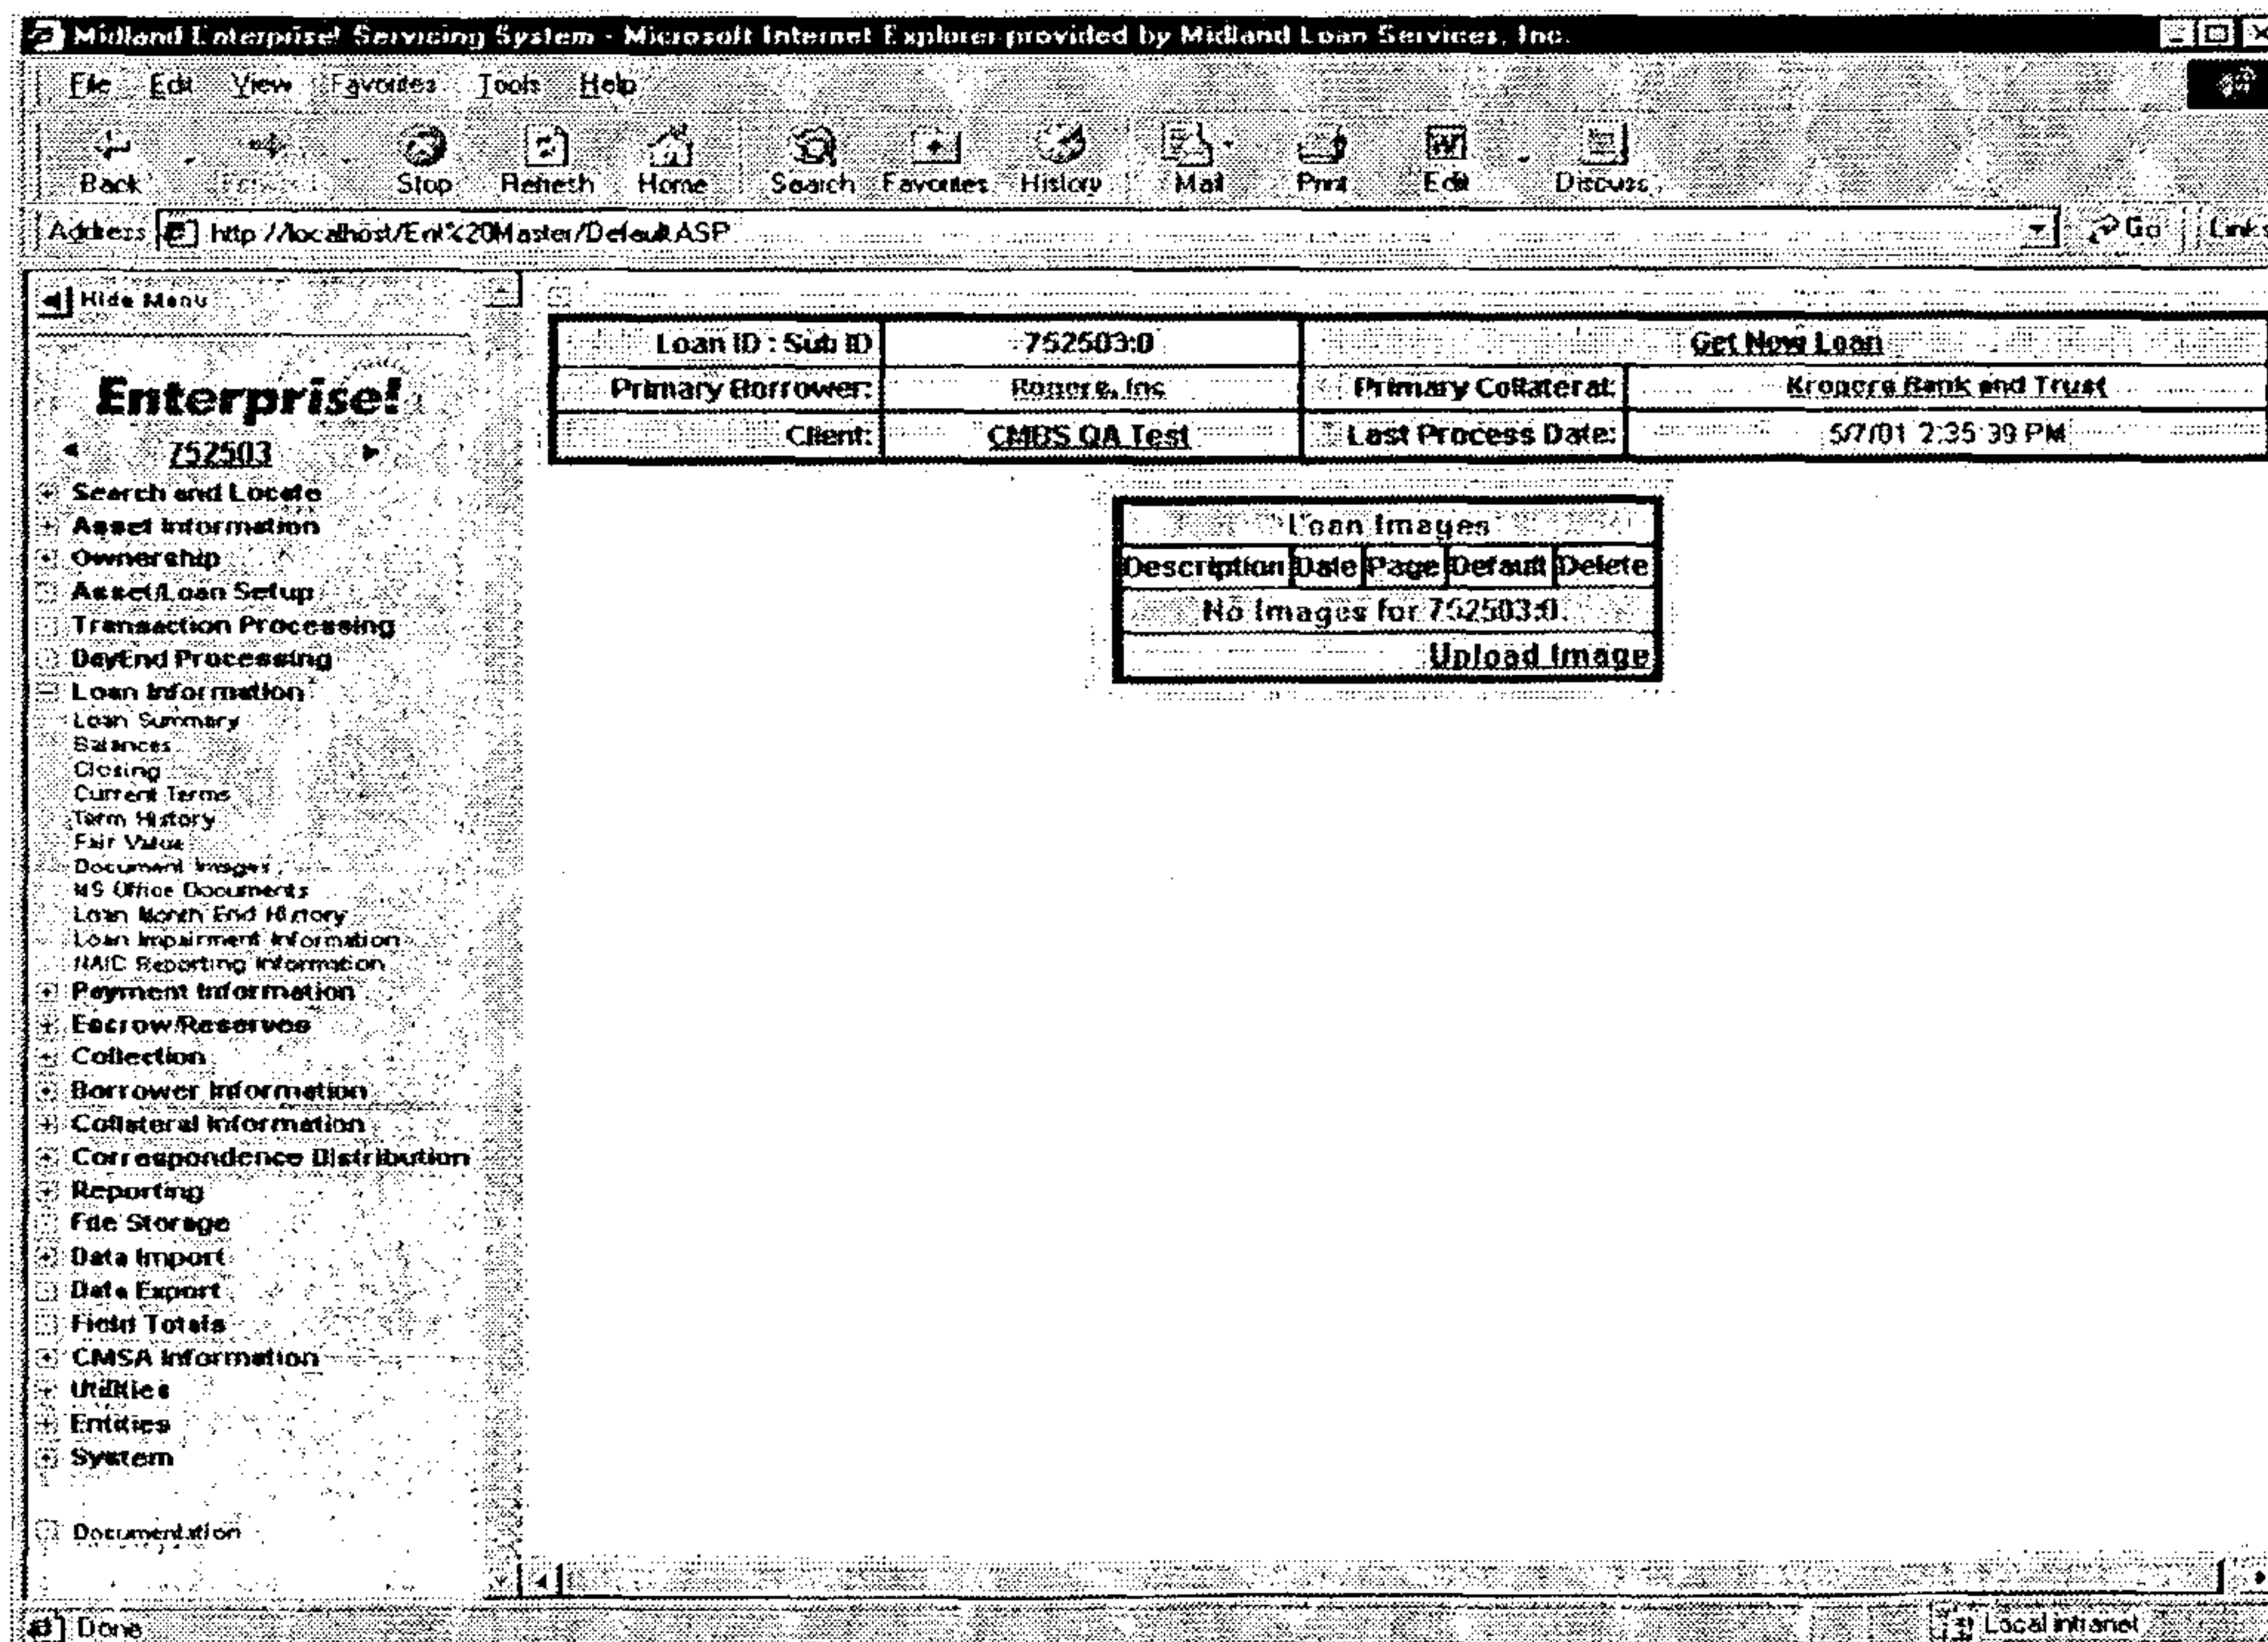 Midland Enterprise! Servicing System - Microsoft Internet Explorer provided by Midland Loan Services, Inc.
File Edit View Favorites Tools Help
Back Forward Stop Refresh Home Search Favorites History Mail Print Edit Discuss
Address http://localhost/Ent%20Master/Default.ASP Go Links
Hide Menu
Enterprise!
752503
Search and Locate
Asset Information
Ownership
Asset/Loan Setup
Transaction Processing
DayEnd Processing
Loan Information
Loan Summary
Balances
Closing
Current Terms
Term History
Fair Value
Document Images
MS Office Documents
Loan Month End History
Loan Impairment Information
NAIC Reporting Information
Payment Information
Escrow/Reserves
Collection
Borrower Information
Collateral Information
Correspondence Distribution
Reporting
File Storage
Data Import
Data Export
Field Totals
CMSA Information
Utilities
Entities
System
Documentation
Loan ID : Sub ID 752503:0 Get New Loan
Primary Borrower: Inc Primary Collateral: Bank and Trust
Client: CMBS QA Test Last Process Date: 5/7/01 2:35:39 PM
Loan Images
Description Date Page Default Delete
No Images for 752503:0.
Upload Image
Done Local intranet